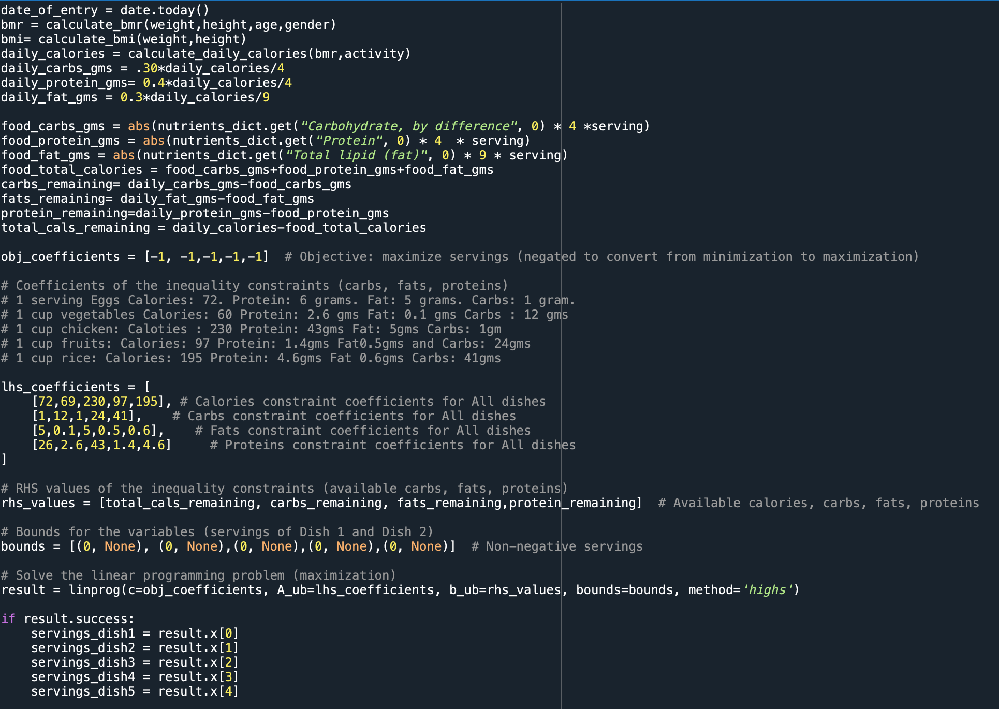 date_of_entry = date.today()
bmr = calculate_bmr(weight,height,age,gender)
bmi= calculate_bmi(weight,height)
daily_calories = calculate_daily_calories(bmr,activity)
daily_carbs_gms = .30*daily_calories/4
daily_protein_gms= 0.4*daily_calories/4
daily_fat_gms = 0.3*daily_calories/9
food_carbs_gms = abs(nutrients_dict.get("Carbohydrate, by difference", 0) * 4 *serving)
food_protein_gms = abs(nutrients_dict.get("Protein", 0) * 4  * serving)
food_fat_gms = abs(nutrients_dict.get("Total lipid (fat)", 0) * 9 * serving)
food_total_calories = food_carbs_gms+food_protein_gms+food_fat_gms
carbs_remaining= daily_carbs_gms-food_carbs_gms
fats_remaining= daily_fat_gms-food_fat_gms
protein_remaining=daily_protein_gms-food_protein_gms
total_cals_remaining = daily_calories-food_total_calories
obj_coefficients = [-1, -1,-1,-1,-1]  # Objective: maximize servings (negated to convert from minimization to maximization)
# Coefficients of the inequality constraints (carbs, fats, proteins)
# 1 serving Eggs Calories: 72. Protein: 6 grams. Fat: 5 grams. Carbs: 1 gram.
# 1 cup vegetables Calories: 60 Protein: 2.6 gms Fat: 0.1 gms Carbs : 12 gms
# 1 cup chicken: Caloties : 230 Protein: 43gms Fat: 5gms Carbs: 1gm
# 1 cup fruits: Calories: 97 Protein: 1.4gms Fat0.5gms and Carbs: 24gms
# 1 cup rice: Calories: 195 Protein: 4.6gms Fat 0.6gms Carbs: 41gms
lhs_coefficients = [
    [72,69,230,97,195], # Calories constraint coefficients for All dishes
    [1,12,1,24,41],    # Carbs constraint coefficients for All dishes
    [5,0.1,5,0.5,0.6],    # Fats constraint coefficients for All dishes
    [26,2.6,43,1.4,4.6]     # Proteins constraint coefficients for All dishes
]
# RHS values of the inequality constraints (available carbs, fats, proteins)
rhs_values = [total_cals_remaining, carbs_remaining, fats_remaining,protein_remaining]  # Available calories, carbs, fats, proteins
# Bounds for the variables (servings of Dish 1 and Dish 2)
bounds = [(0, None), (0, None),(0, None),(0, None),(0, None)]  # Non-negative servings
# Solve the linear programming problem (maximization)
result = linprog(c=obj_coefficients, A_ub=lhs_coefficients, b_ub=rhs_values, bounds=bounds, method='highs')
if result.success:
    servings_dish1 = result.x[0]
    servings_dish2 = result.x[1]
    servings_dish3 = result.x[2]
    servings_dish4 = result.x[3]
    servings_dish5 = result.x[4]